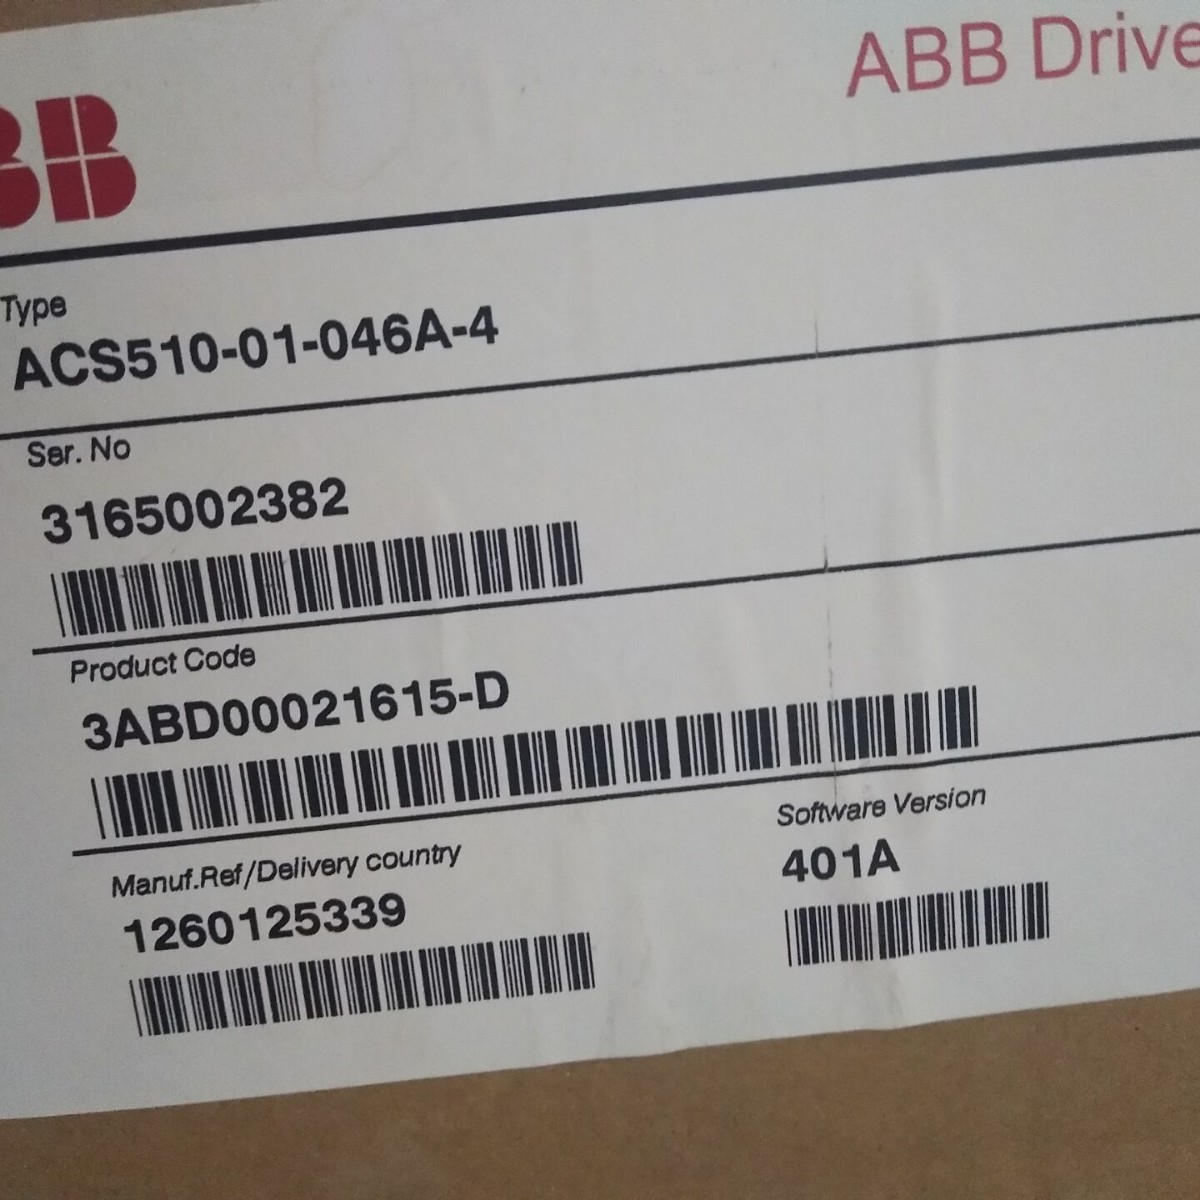 BB
ABB Drive
Type
ACS510-01-046A-4
Ser. No
3165002382
Product Code
3ABD00021615-D
Manuf.Ref/Delivery country
1260125339
Software Version
401A